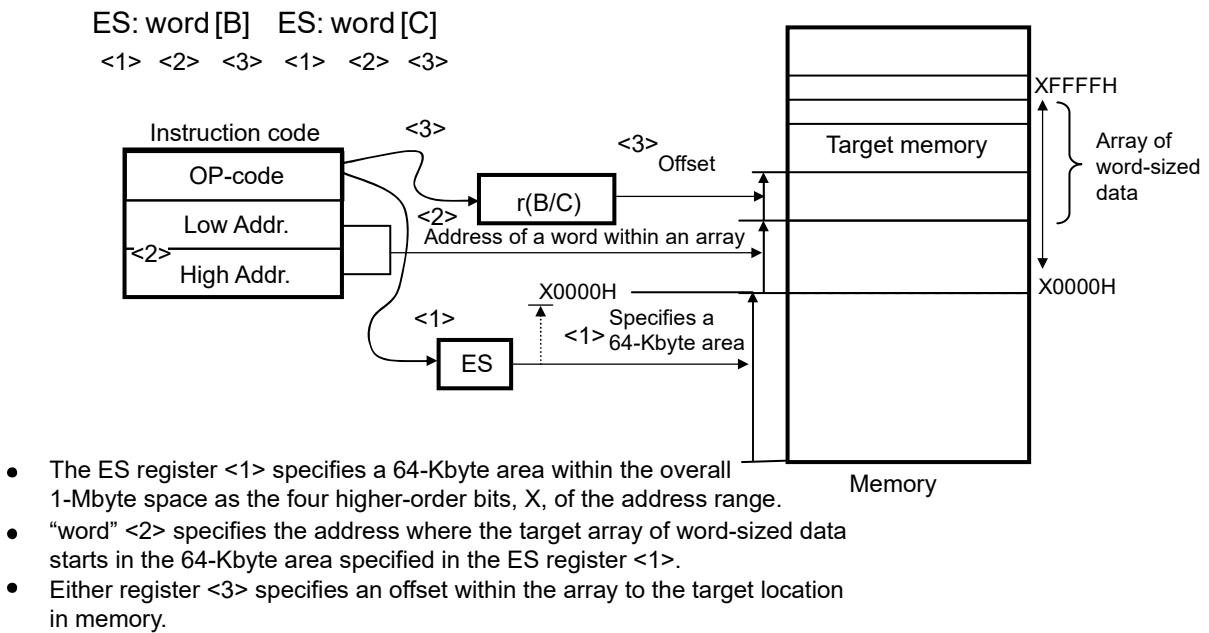 ES: word [B] ES: word [C]
<1> <2> <3> <1> <2> <3>
XFFFFH
Instruction code
<3>
<3>
Offset
Target memory
Array of
word-sized
data
OP-code
r(B/C)
Low Addr.
<2>
Address of a word within an array
<2>
High Addr.
X0000H
X0000H
<1>
<1>
Specifies a
64-Kbyte area
ES
Memory
● The ES register <1> specifies a 64-Kbyte area within the overall
1-Mbyte space as the four higher-order bits, X, of the address range.
● “word” <2> specifies the address where the target array of word-sized data
starts in the 64-Kbyte area specified in the ES register <1>.
● Either register <3> specifies an offset within the array to the target location
in memory.